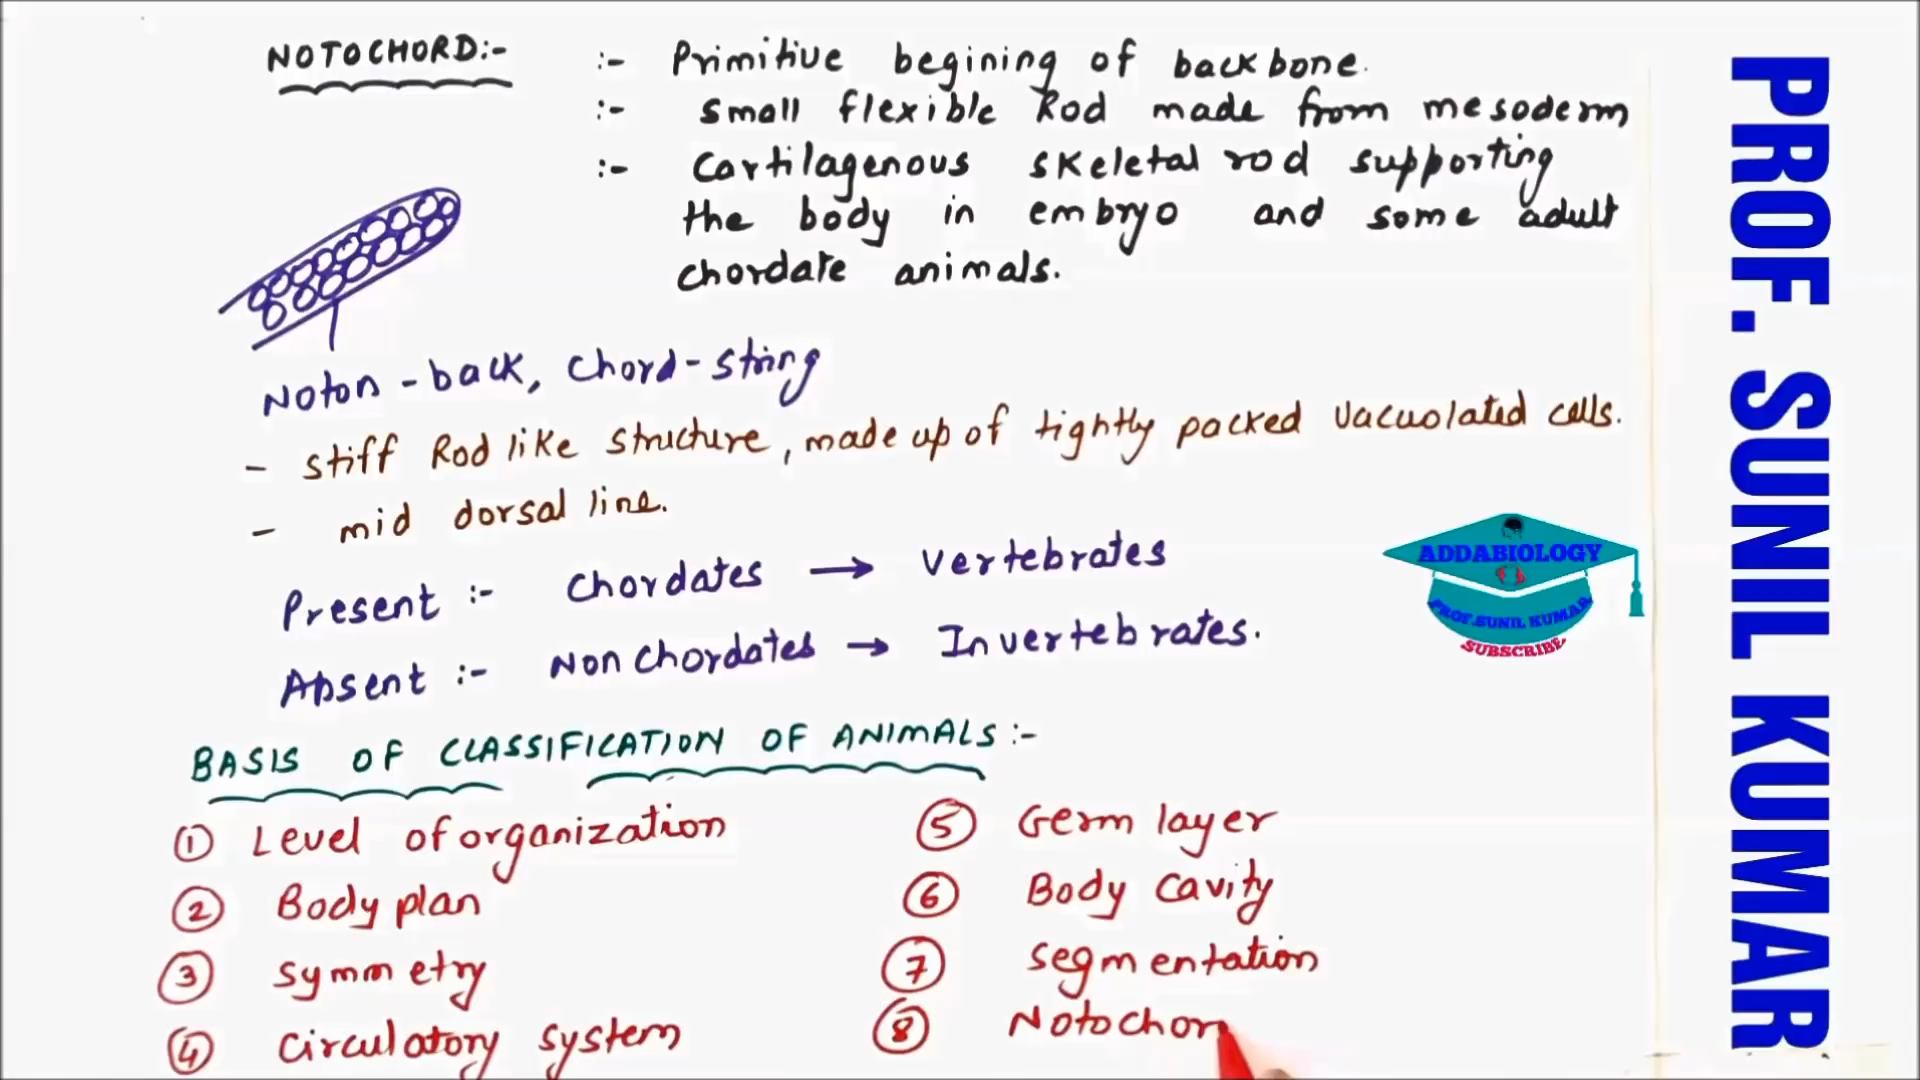 NOTOCHORD:-
:- Primitive begining of backbone.
:- small flexible Rod made from mesoderm
:- Cartilagenous skeletal rod supporting
the body in embryo and some adult
chordate animals.
Noton - back, Chord - string
- stiff Rod like structure, made up of tightly packed vacuolated cells.
- mid dorsal line.
Present :- Chordates → Vertebrates
Absent :- Non Chordates → Invertebrates.
BASIS OF CLASSIFICATION OF ANIMALS :-
① Level of organization
② Body plan
③ Symmetry
④ Circulatory system
⑤ Germ layer
⑥ Body Cavity
⑦ Segmentation
⑧ Notochor
ADDABIOLOGY
PROF.SUNIL KUMAR
SUBSCRIBE
PROF. SUNIL KUMAR